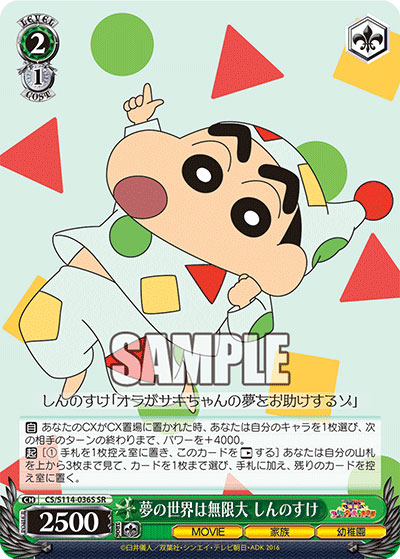 LEVEL
2
1
COST
SAMPLE
しんのすけ「オラがサキちゃんの夢をお助けするゾ」
自 あなたのCXがCX置場に置かれた時、あなたは自分のキャラを1枚選び、次
の相手のターンの終わりまで、パワーを+4000。
起［① 手札を1枚控え室に置き、このカードを する］あなたは自分の山札
を上から3枚まで見て、カードを1枚まで選び、手札に加え、残りのカードを控
え室に置く。
CH CS/S114-036S SR
夢の世界は無限大 しんのすけ
2500
MOVIE 家族 幼稚園
©臼井儀人／双葉社・シンエイ・テレビ朝日・ADK 2016